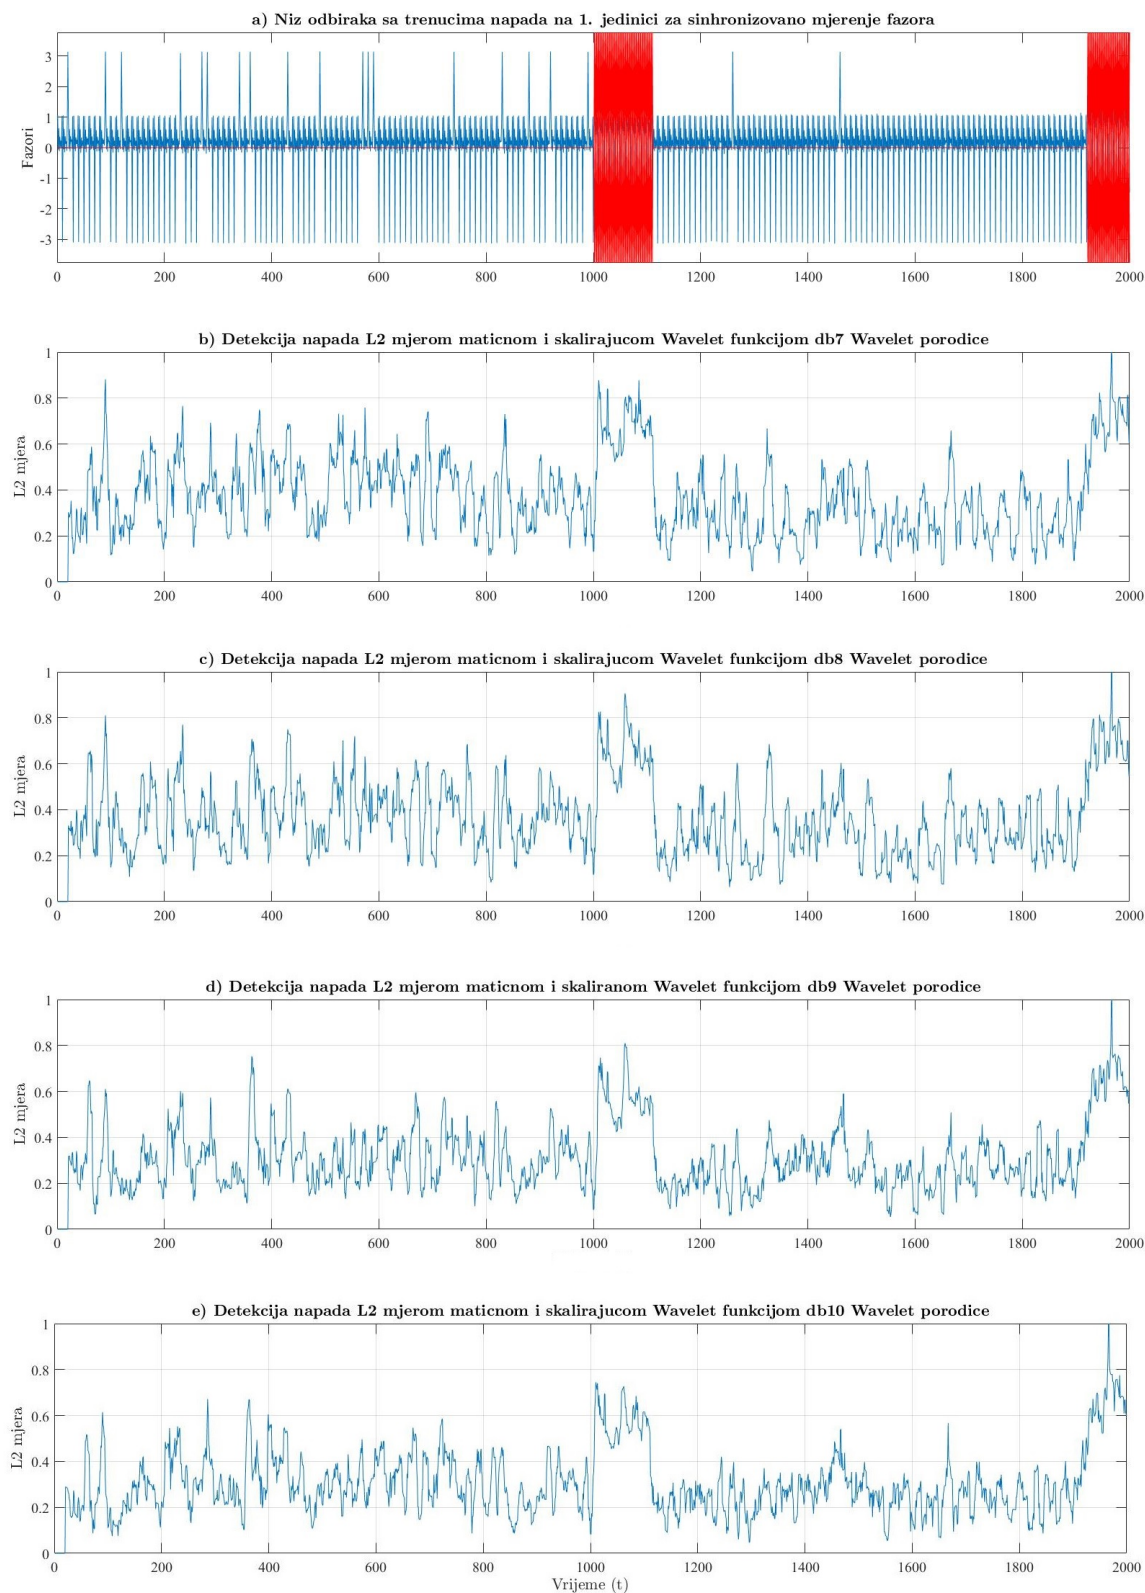 a) Niz odbiraka sa trenucima napada na 1. jedinici za sinhronizovano mjerenje fazora
3
2
1
0
-1
-2
-3
Fazori
0 200 400 600 800 1000 1200 1400 1600 1800 2000
b) Detekcija napada L2 mjerom maticnom i skalirajucom Wavelet funkcijom db7 Wavelet porodice
1
0.8
0.6
0.4
0.2
0
L2 mjera
0 200 400 600 800 1000 1200 1400 1600 1800 2000
c) Detekcija napada L2 mjerom maticnom i skalirajucom Wavelet funkcijom db8 Wavelet porodice
1
0.8
0.6
0.4
0.2
0
L2 mjera
0 200 400 600 800 1000 1200 1400 1600 1800 2000
d) Detekcija napada L2 mjerom maticnom i skaliranom Wavelet funkcijom db9 Wavelet porodice
1
0.8
0.6
0.4
0.2
0
L2 mjera
0 200 400 600 800 1000 1200 1400 1600 1800 2000
e) Detekcija napada L2 mjerom maticnom i skalirajucom Wavelet funkcijom db10 Wavelet porodice
1
0.8
0.6
0.4
0.2
0
L2 mjera
0 200 400 600 800 1000 1200 1400 1600 1800 2000
Vrijeme (t)